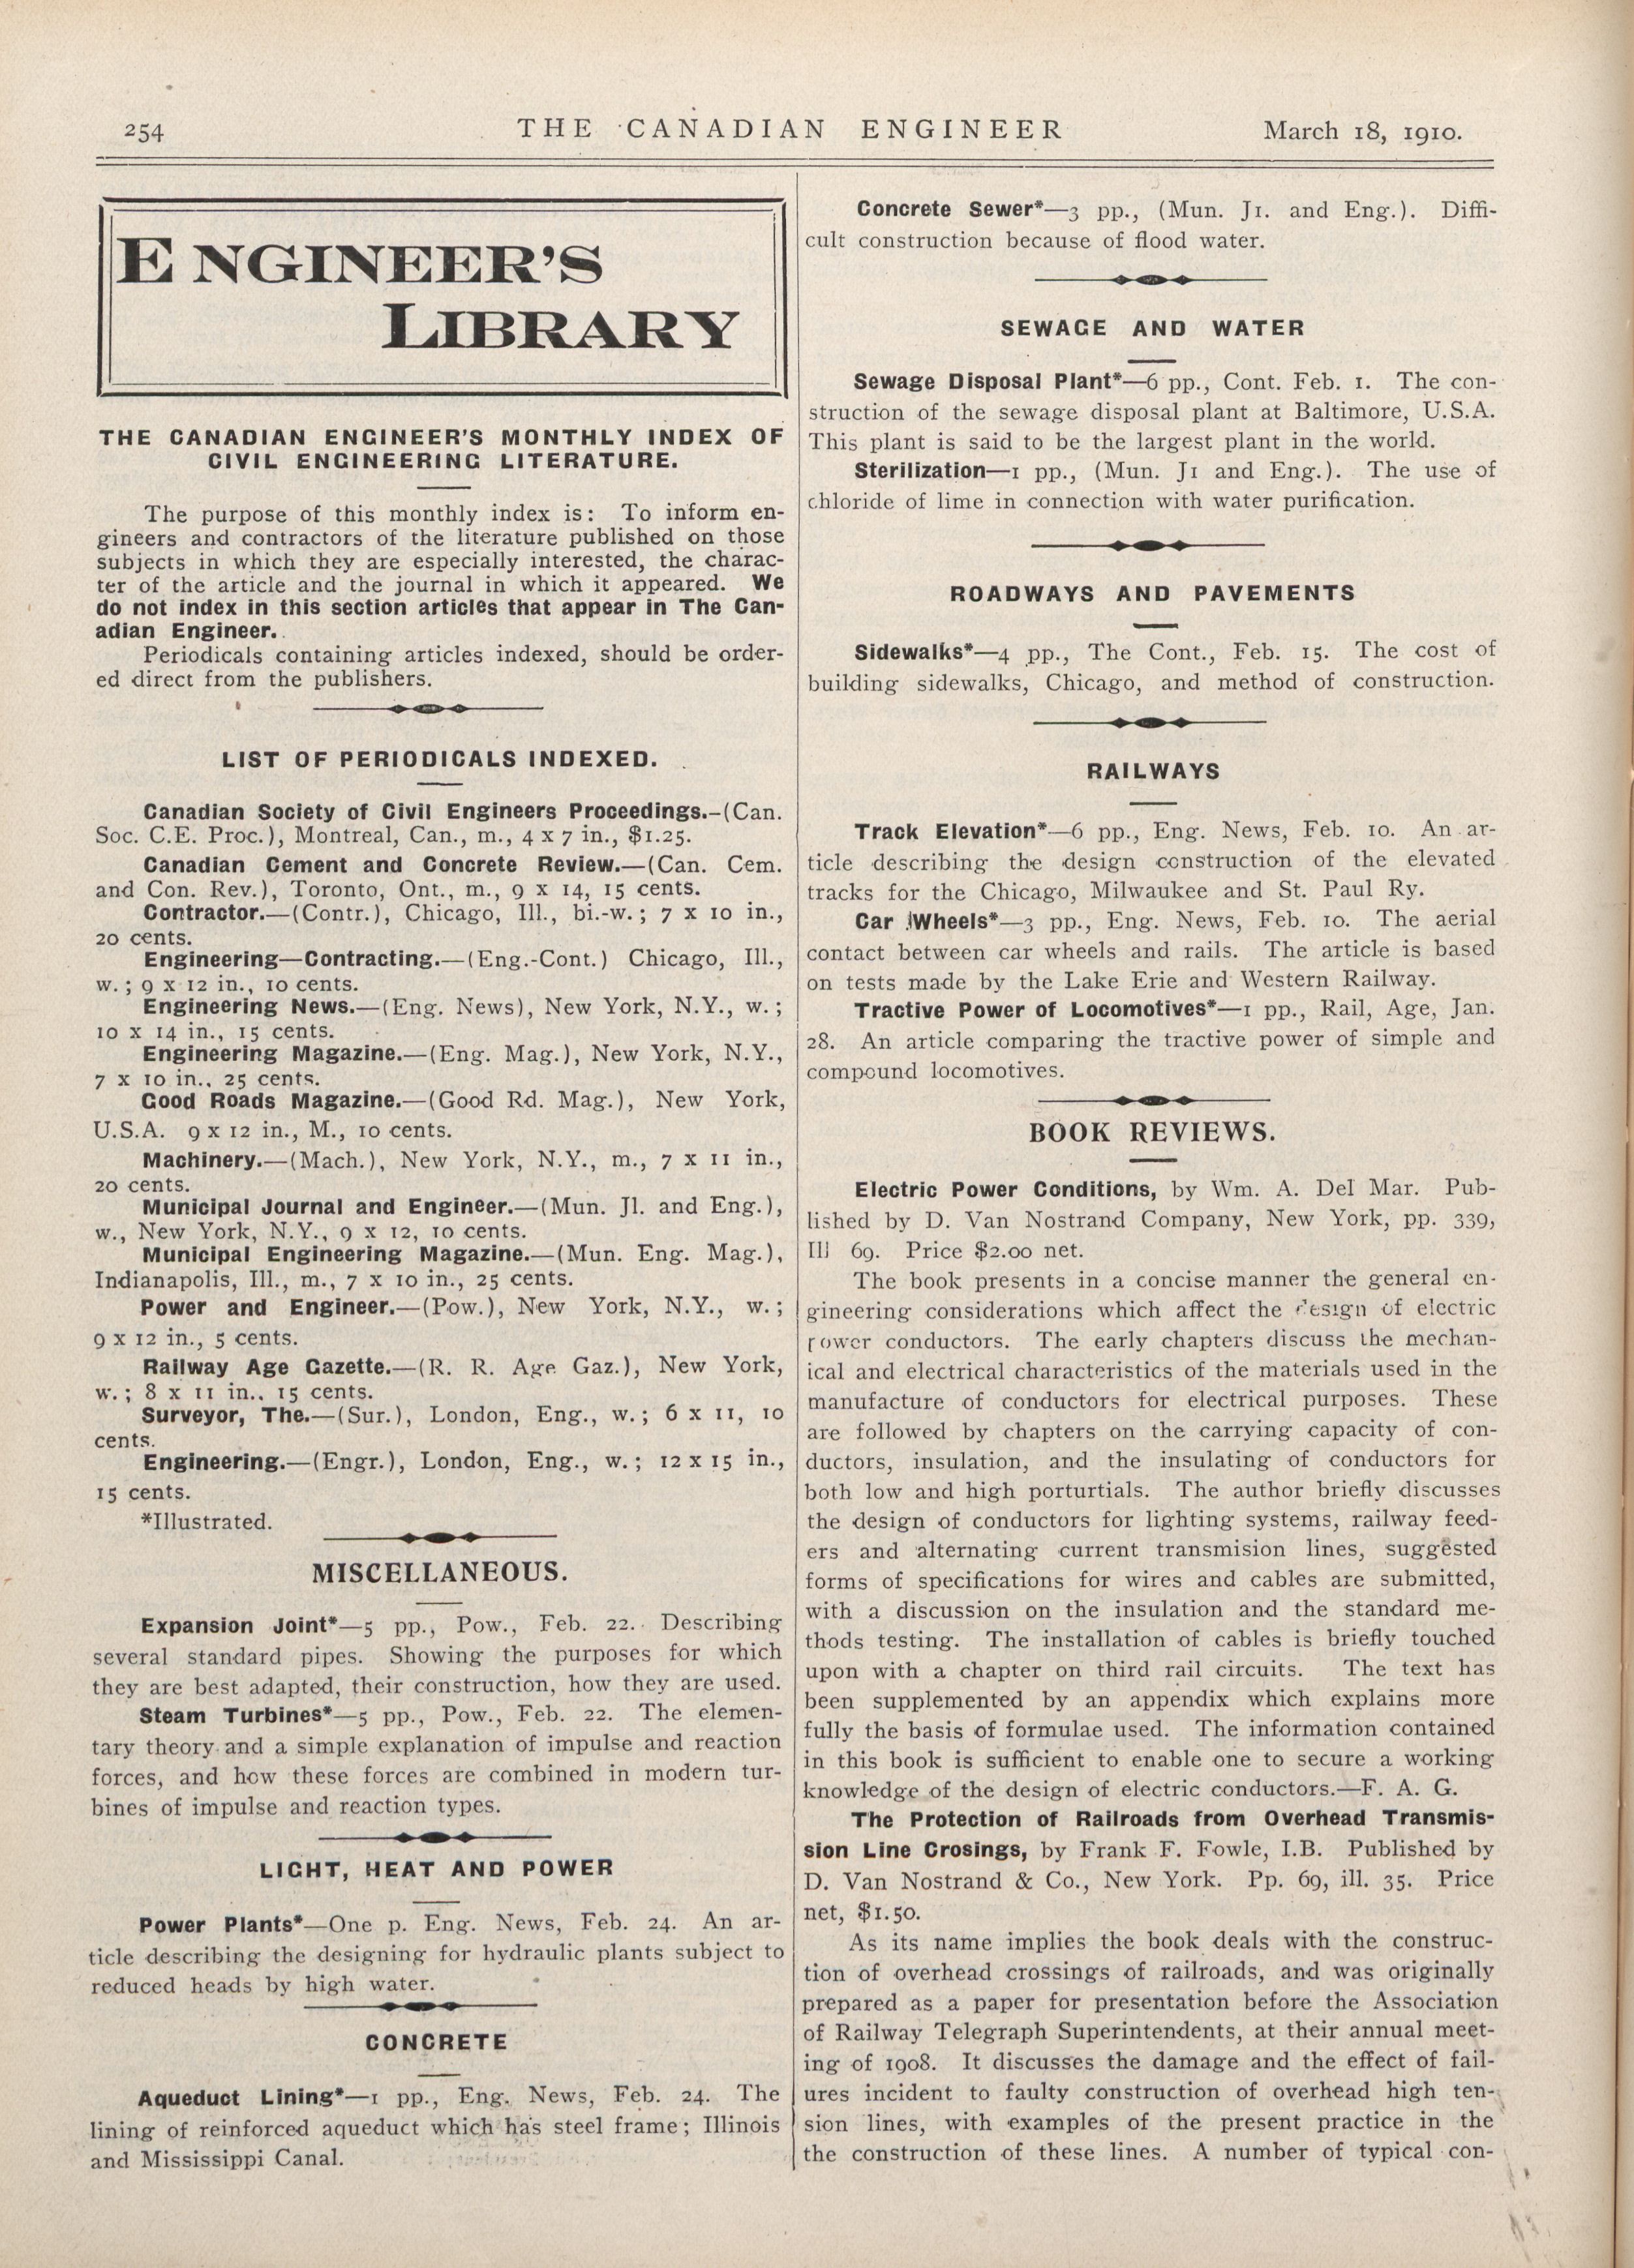 254
THE CANADIAN ENGINEER
March 18, 1910.
ENGINEER'S
LIBRARY
THE CANADIAN ENGINEER'S MONTHLY INDEX OF
CIVIL ENGINEERING LITERATURE.
The purpose of this monthly index is: To inform en-
gineers and contractors of the literature published on those
subjects in which they are especially interested, the charac-
ter of the article and the journal in which it appeared. We
do not index in this section articles that appear in The Can-
adian Engineer.
Periodicals containing articles indexed, should be order-
ed direct from the publishers.
LIST OF PERIODICALS INDEXED.
Canadian Society of Civil Engineers Proceedings.-(Can.
Soc. C.E. Proc.), Montreal, Can., m., 4 x 7 in., $1.25.
Canadian Cement and Concrete Review.—(Can. Cem.
and Con. Rev.), Toronto, Ont., m., 9 x 14, 15 cents.
Contractor.—(Contr.), Chicago, Ill., bi.-w.; 7 x 10 in.,
20 cents.
Engineering—Contracting.—(Eng.-Cont.) Chicago, Ill.,
w.; 9 x 12 in., 10 cents.
Engineering News.—(Eng. News), New York, N.Y., w.;
10 x 14 in., 15 cents.
Engineering Magazine.—(Eng. Mag.), New York, N.Y.,
7 x 10 in., 25 cents.
Good Roads Magazine.—(Good Rd. Mag.), New York,
U.S.A. 9 x 12 in., M., 10 cents.
Machinery.—(Mach.), New York, N.Y., m., 7 x 11 in.,
20 cents.
Municipal Journal and Engineer.—(Mun. Jl. and Eng.),
w., New York, N.Y., 9 x 12, 10 cents.
Municipal Engineering Magazine.—(Mun. Eng. Mag.),
Indianapolis, Ill., m., 7 x 10 in., 25 cents.
Power and Engineer.—(Pow.), New York, N.Y., w.;
9 x 12 in., 5 cents.
Railway Age Gazette.—(R. R. Age Gaz.), New York,
w.; 8 x 11 in., 15 cents.
Surveyor, The.—(Sur.), London, Eng., w.; 6 x 11, 10
cents.
Engineering.—(Engr.), London, Eng., w.; 12 x 15 in.,
15 cents.
*Illustrated.
MISCELLANEOUS.
Expansion Joint*—5 pp., Pow., Feb. 22. Describing
several standard pipes. Showing the purposes for which
they are best adapted, their construction, how they are used.
Steam Turbines*—5 pp., Pow., Feb. 22. The elemen-
tary theory and a simple explanation of impulse and reaction
forces, and how these forces are combined in modern tur-
bines of impulse and reaction types.
LIGHT, HEAT AND POWER
Power Plants*—One p. Eng. News, Feb. 24. An ar-
ticle describing the designing for hydraulic plants subject to
reduced heads by high water.
CONCRETE
Aqueduct Lining*—1 pp., Eng. News, Feb. 24. The
lining of reinforced aqueduct which has steel frame; Illinois
and Mississippi Canal.
Concrete Sewer*—3 pp., (Mun. J1. and Eng.). Diffi-
cult construction because of flood water.
SEWAGE AND WATER
Sewage Disposal Plant*—6 pp., Cont. Feb. 1. The con-
struction of the sewage disposal plant at Baltimore, U.S.A.
This plant is said to be the largest plant in the world.
Sterilization—1 pp., (Mun. J1 and Eng.). The use of
chloride of lime in connection with water purification.
ROADWAYS AND PAVEMENTS
Sidewalks*—4 pp., The Cont., Feb. 15. The cost of
building sidewalks, Chicago, and method of construction.
RAILWAYS
Track Elevation*—6 pp., Eng. News, Feb. 10. An ar-
ticle describing the design construction of the elevated
tracks for the Chicago, Milwaukee and St. Paul Ry.
Car Wheels*—3 pp., Eng. News, Feb. 10. The aerial
contact between car wheels and rails. The article is based
on tests made by the Lake Erie and Western Railway.
Tractive Power of Locomotives*—1 pp., Rail, Age, Jan.
28. An article comparing the tractive power of simple and
compound locomotives.
BOOK REVIEWS.
Electric Power Conditions, by Wm. A. Del Mar. Pub-
lished by D. Van Nostrand Company, New York, pp. 339,
Ill 69. Price $2.00 net.
The book presents in a concise manner the general en-
gineering considerations which affect the design of electric
power conductors. The early chapters discuss the mechan-
ical and electrical characteristics of the materials used in the
manufacture of conductors for electrical purposes. These
are followed by chapters on the carrying capacity of con-
ductors, insulation, and the insulating of conductors for
both low and high porturtials. The author briefly discusses
the design of conductors for lighting systems, railway feed-
ers and alternating current transmision lines, suggested
forms of specifications for wires and cables are submitted,
with a discussion on the insulation and the standard me-
thods testing. The installation of cables is briefly touched
upon with a chapter on third rail circuits. The text has
been supplemented by an appendix which explains more
fully the basis of formulae used. The information contained
in this book is sufficient to enable one to secure a working
knowledge of the design of electric conductors.—F. A. G.
The Protection of Railroads from Overhead Transmis-
sion Line Crosings, by Frank F. Fowle, I.B. Published by
D. Van Nostrand & Co., New York. Pp. 69, ill. 35. Price
net, $1.50.
As its name implies the book deals with the construc-
tion of overhead crossings of railroads, and was originally
prepared as a paper for presentation before the Association
of Railway Telegraph Superintendents, at their annual meet-
ing of 1908. It discusses the damage and the effect of fail-
ures incident to faulty construction of overhead high ten-
sion lines, with examples of the present practice in the
the construction of these lines. A number of typical con-